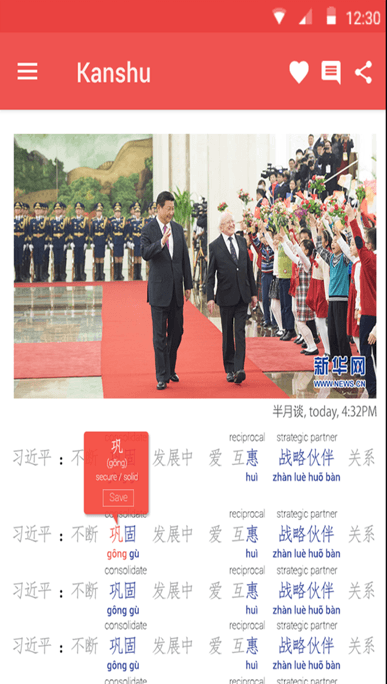 12:30
Kanshu
新华网
WWW.NEWS.CN
半月谈, today, 4:32PM
reciprocal strategic partner
习近平：不断 发展中 爱 互惠 战略伙伴 关系
huì zhàn luè huǒ bàn
巩
(gǒng)
secure / solid
Save
consolidate reciprocal strategic partner
习近平：不断 巩固 发展中 爱 互惠 战略伙伴 关系
gǒng gù huì zhàn luè huǒ bàn
consolidate reciprocal strategic partner
习近平：不断 巩固 发展中 爱 互惠 战略伙伴 关系
gǒng gù huì zhàn luè huǒ bàn
consolidate reciprocal strategic partner
习近平：不断 巩固 发展中 爱 互惠 战略伙伴 关系
gǒng gù huì zhàn luè huǒ bàn